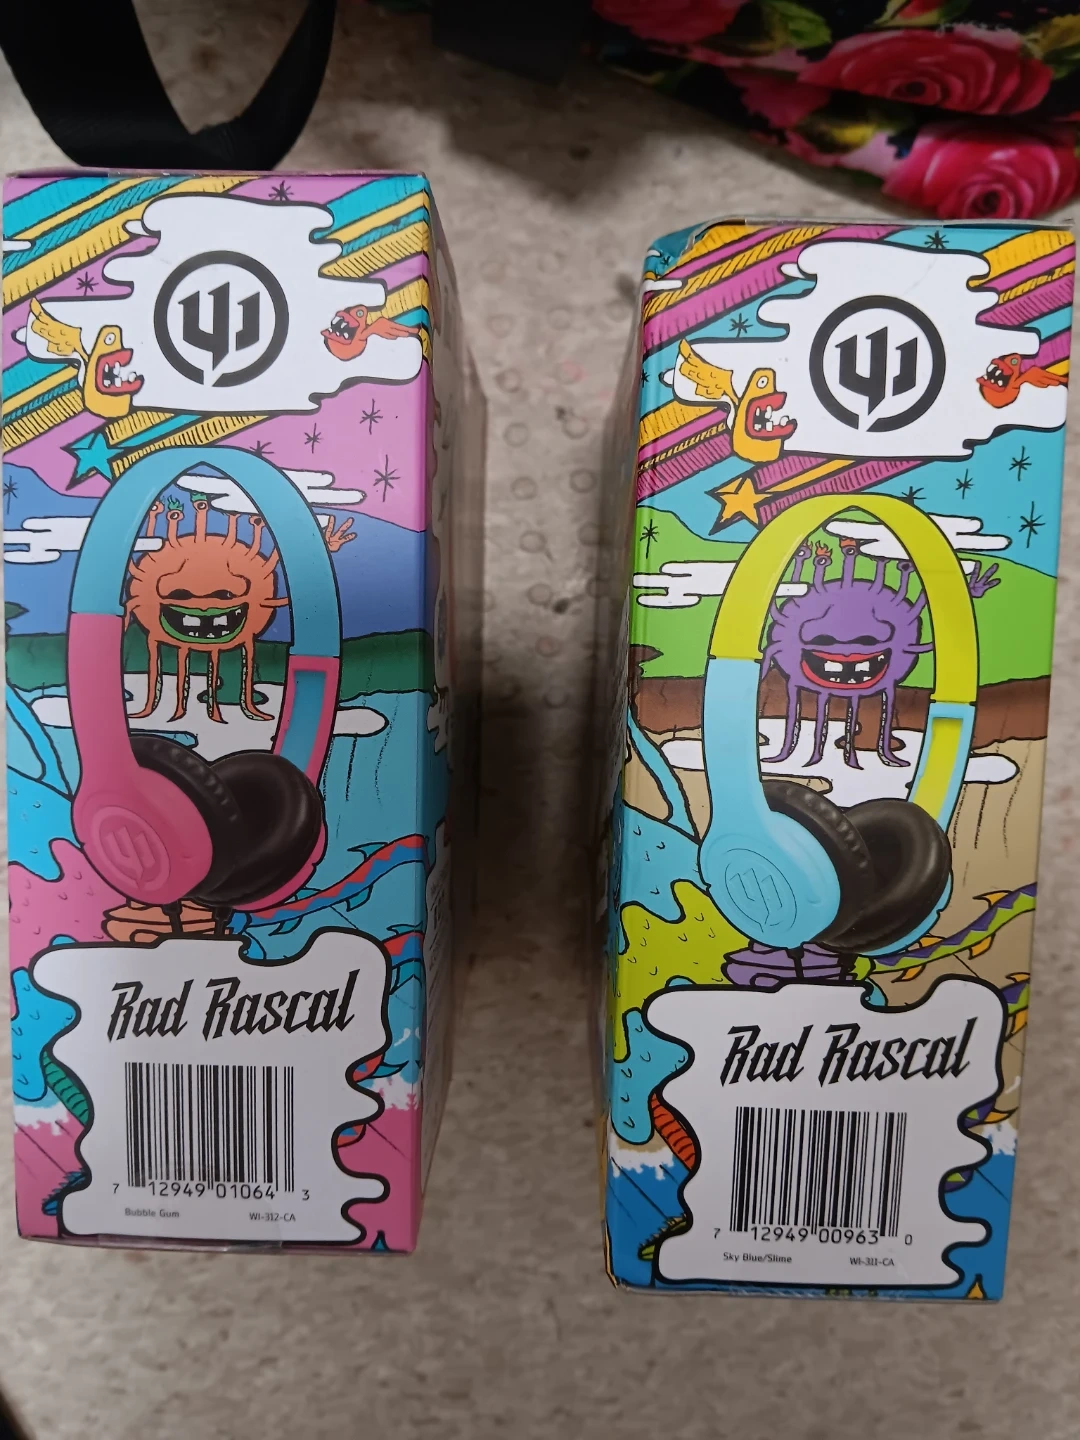 Rad Rascal
7 12949 01064 3
Bubble Gum WI-312-CA
Rad Rascal
7 12949 00963 0
Sky Blue/Slime WI-311-CA